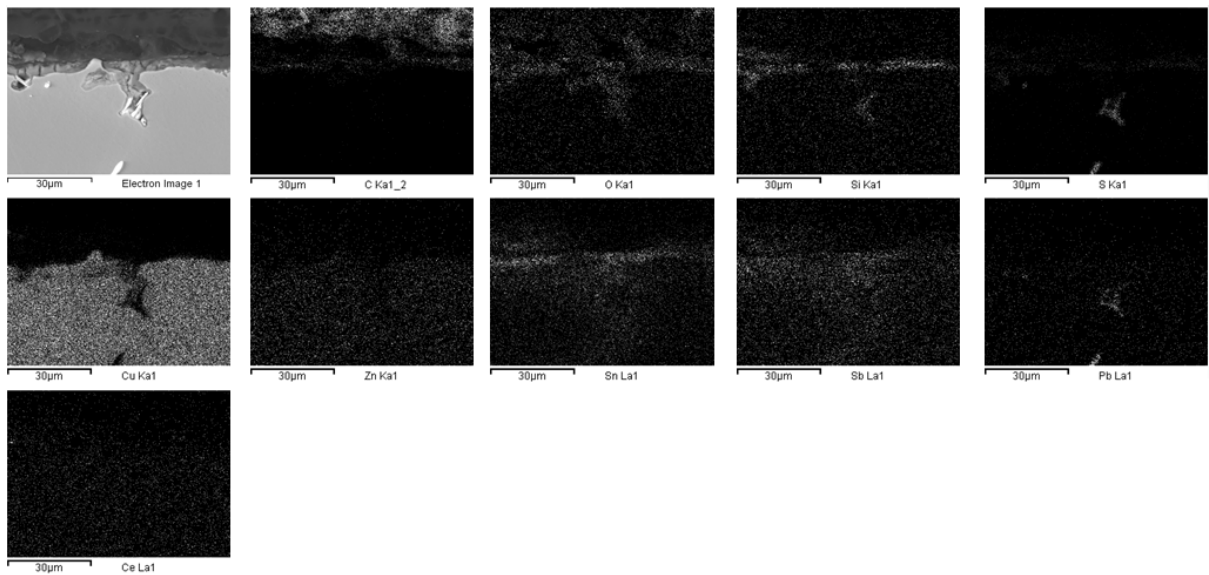 30µm Electron Image 1
30µm C Ka1_2
30µm O Ka1
30µm Si Ka1
30µm S Ka1
30µm Cu Ka1
30µm Zn Ka1
30µm Sn La1
30µm Sb La1
30µm Pb La1
30µm Ce La1